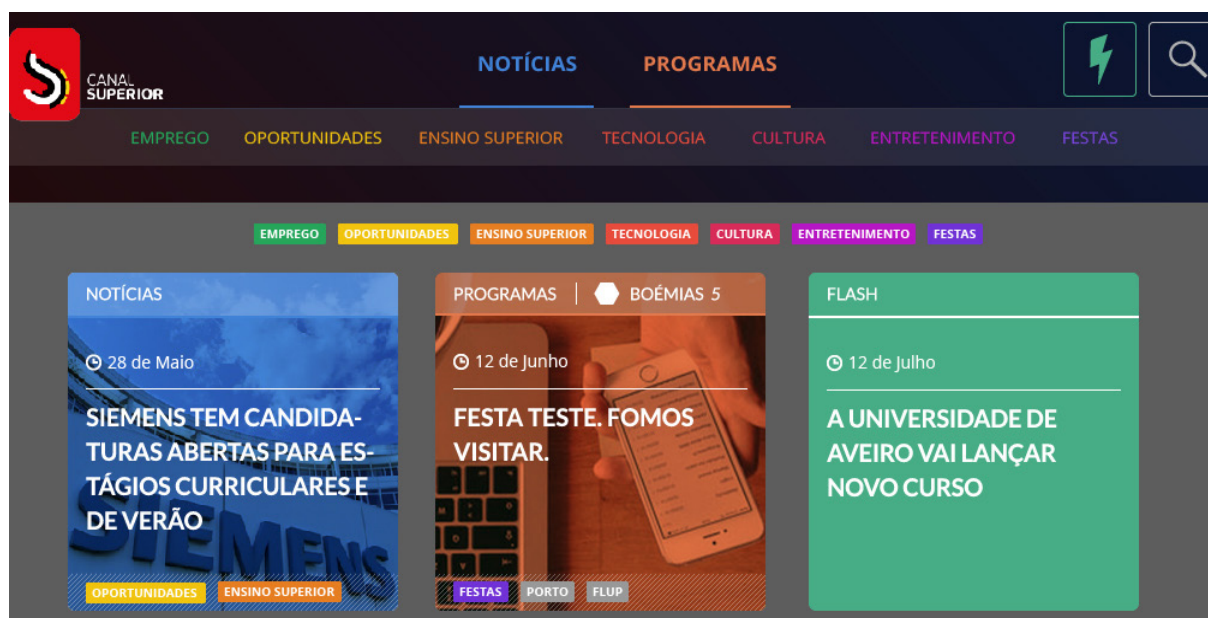 CANAL
SUPERIOR
NOTÍCIAS PROGRAMAS
EMPREGO OPORTUNIDADES ENSINO SUPERIOR TECNOLOGIA CULTURA ENTRETENIMENTO FESTAS
EMPREGO OPORTUNIDADES ENSINO SUPERIOR TECNOLOGIA CULTURA ENTRETENIMENTO FESTAS
NOTÍCIAS
28 de Maio
SIEMENS TEM CANDIDA-
TURAS ABERTAS PARA ES-
TÁGIOS CURRICULARES E
DE VERÃO
SIEMENS
OPORTUNIDADES ENSINO SUPERIOR
PROGRAMAS | BOÉMIAS 5
12 de Junho
FESTA TESTE. FOMOS
VISITAR.
FESTAS PORTO FLUP
FLASH
12 de Julho
A UNIVERSIDADE DE
AVEIRO VAI LANÇAR
NOVO CURSO